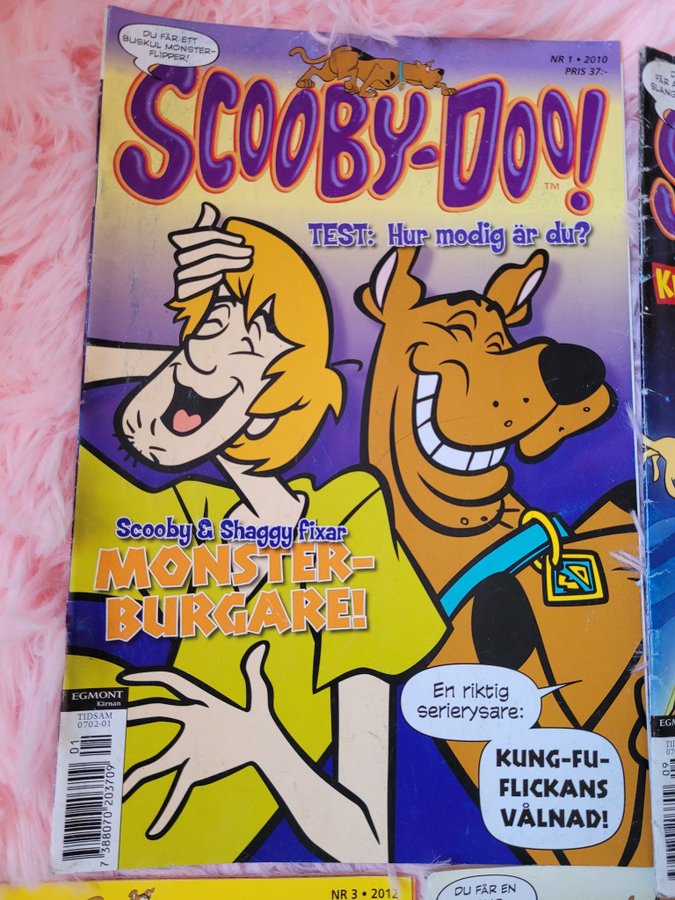 DU FÅR ETT
BUSKUL MONSTER-
FLIPPER!
NR 1 • 2010
PRIS 37:-
SCOOBY-DOO!
TM
TEST: Hur modig är du?
Scooby & Shaggy fixar
MONSTER-
BURGARE!
SD
En riktig
serierysare:
KUNG-FU-
FLICKANS
VÅLNAD!
EGMONT
Kärnan
TIDSAM
0702-01
01
7 388070 203709
NR 3 • 2012
DU FÅR EN
09